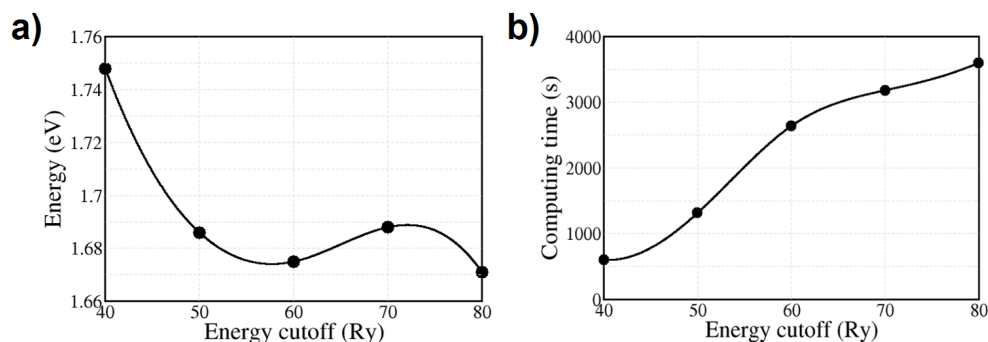 a)
1.76
1.74
1.72
1.7
1.68
1.66
Energy (eV)
40 50 60 70 80
Energy cutoff (Ry)
b)
4000
3000
2000
1000
0
Computing time (s)
40 50 60 70 80
Energy cutoff (Ry)